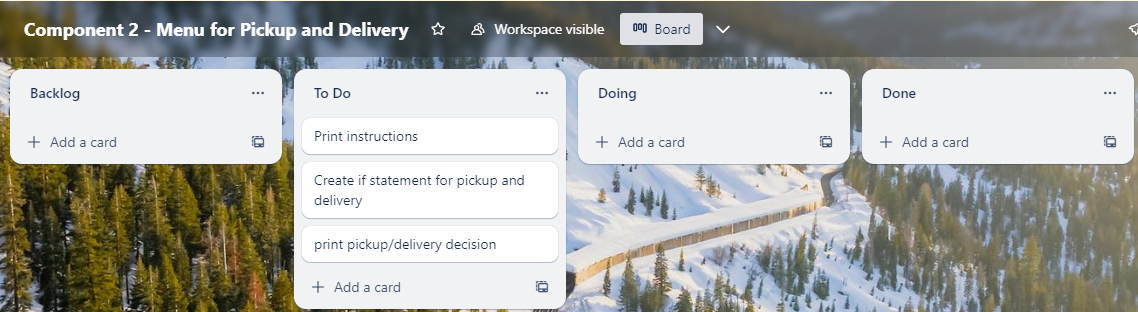 Component 2 - Menu for Pickup and Delivery
Workspace visible
Board
Backlog
Add a card
To Do
Print instructions
Create if statement for pickup and
delivery
print pickup/delivery decision
Add a card
Doing
Add a card
Done
Add a card